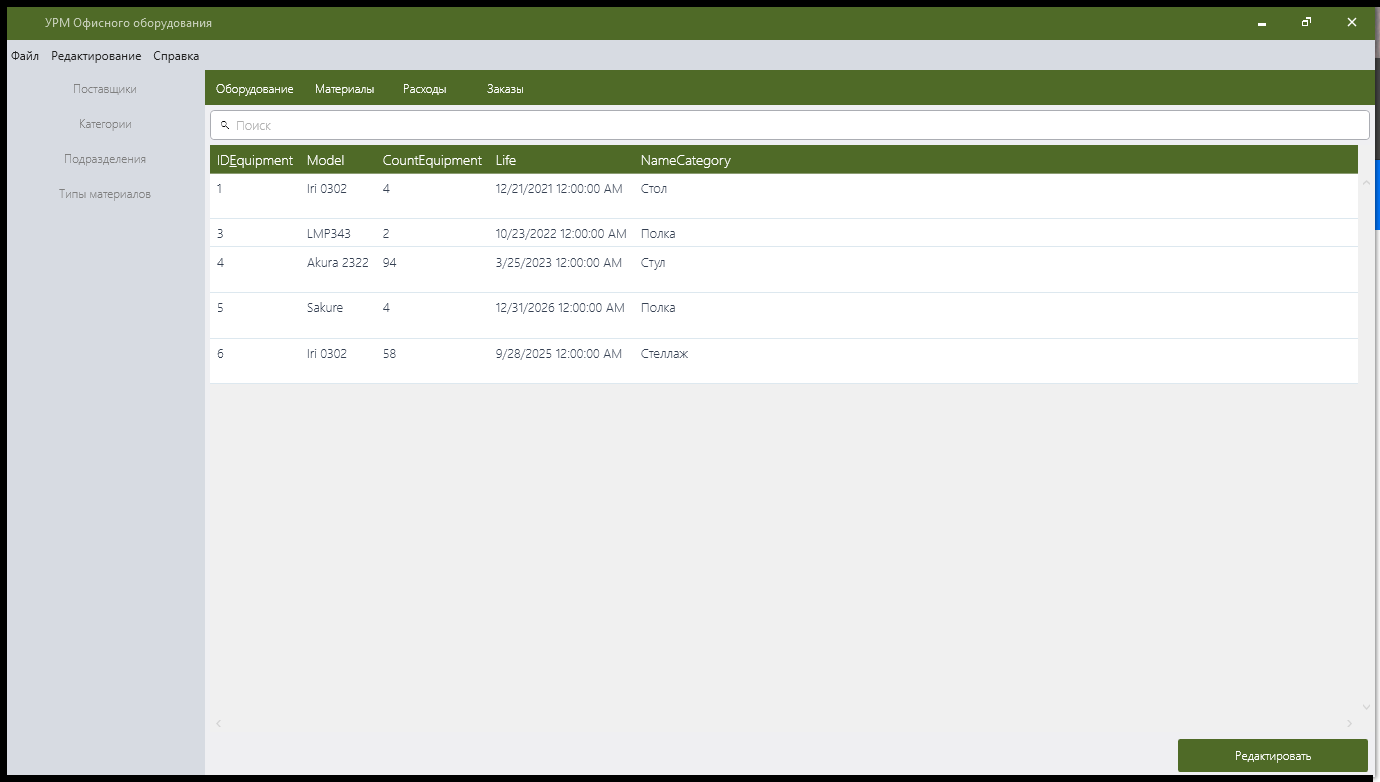 УРМ Офисного оборудования
Файл Редактирование Справка
Поставщики
Категории
Подразделения
Типы материалов
Оборудование Материалы Расходы Заказы
Поиск
IDEquipment Model CountEquipment Life NameCategory
1 Iri 0302 4 12/21/2021 12:00:00 AM Стол
3 LMP343 2 10/23/2022 12:00:00 AM Полка
4 Akura 2322 94 3/25/2023 12:00:00 AM Стул
5 Sakure 4 12/31/2026 12:00:00 AM Полка
6 Iri 0302 58 9/28/2025 12:00:00 AM Стеллаж
Редактировать